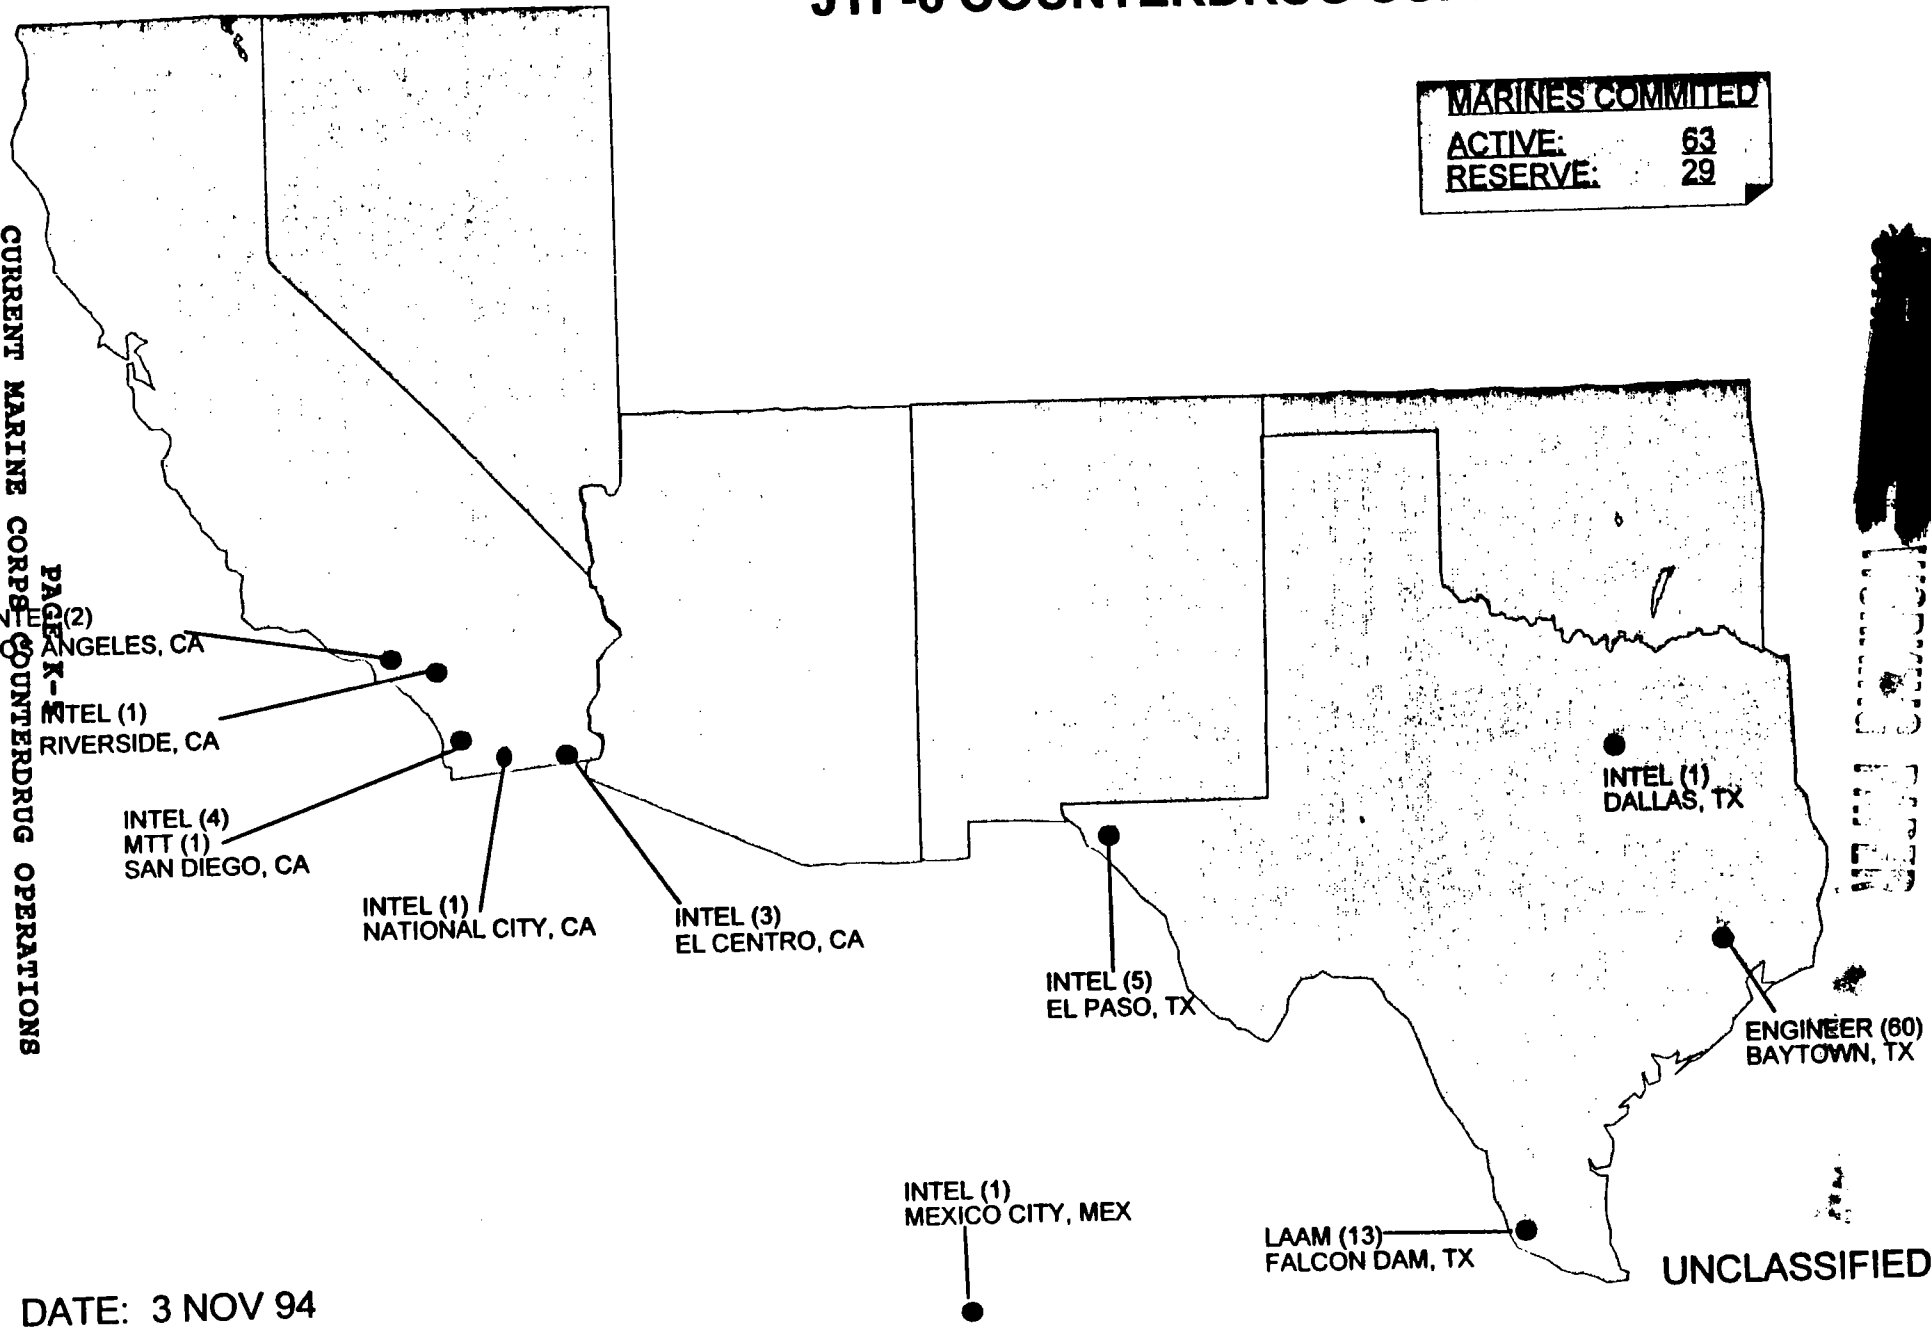 COUNTERDRUG
MARINES COMMITED
ACTIVE: 63
RESERVE: 29
CURRENT MARINE CORPS COUNTERDRUG OPERATIONS
(2)
ANGELES, CA
INTEL (1)
RIVERSIDE, CA
INTEL (4)
MTT (1)
SAN DIEGO, CA
INTEL (1)
NATIONAL CITY, CA
INTEL (3)
EL CENTRO, CA
INTEL (5)
EL PASO, TX
INTEL (1)
DALLAS, TX
ENGINEER (60)
BAYTOWN, TX
INTEL (1)
MEXICO CITY, MEX
LAAM (13)
FALCON DAM, TX
UNCLASSIFIED
DATE: 3 NOV 94